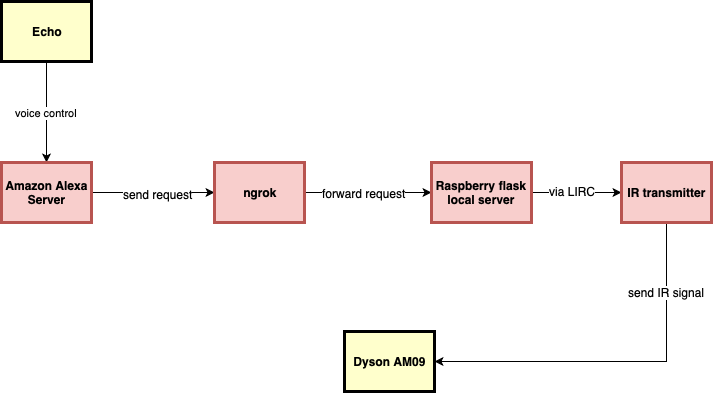 Echo
voice control
Amazon Alexa
Server
send request
ngrok
forward request
Raspberry flask
local server
via LIRC
IR transmitter
send IR signal
Dyson AM09